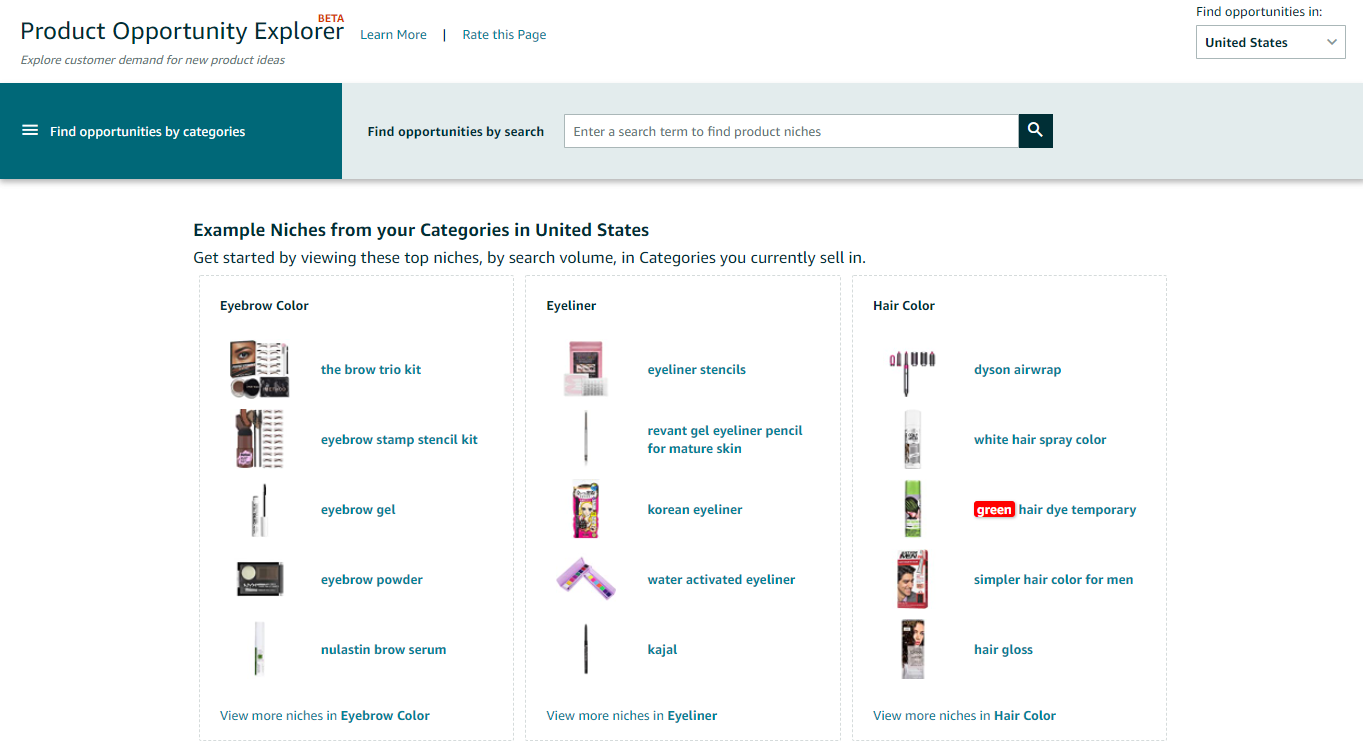 Product Opportunity Explorer BETA
Learn More | Rate this Page
Explore customer demand for new product ideas
Find opportunities in:
United States
Find opportunities by categories
Find opportunities by search
Enter a search term to find product niches
Example Niches from your Categories in United States
Get started by viewing these top niches, by search volume, in Categories you currently sell in.
Eyebrow Color
the brow trio kit
eyebrow stamp stencil kit
eyebrow gel
eyebrow powder
nulastin brow serum
View more niches in Eyebrow Color
Eyeliner
eyeliner stencils
revant gel eyeliner pencil
for mature skin
korean eyeliner
water activated eyeliner
kajal
View more niches in Eyeliner
Hair Color
dyson airwrap
white hair spray color
green hair dye temporary
simpler hair color for men
hair gloss
View more niches in Hair Color